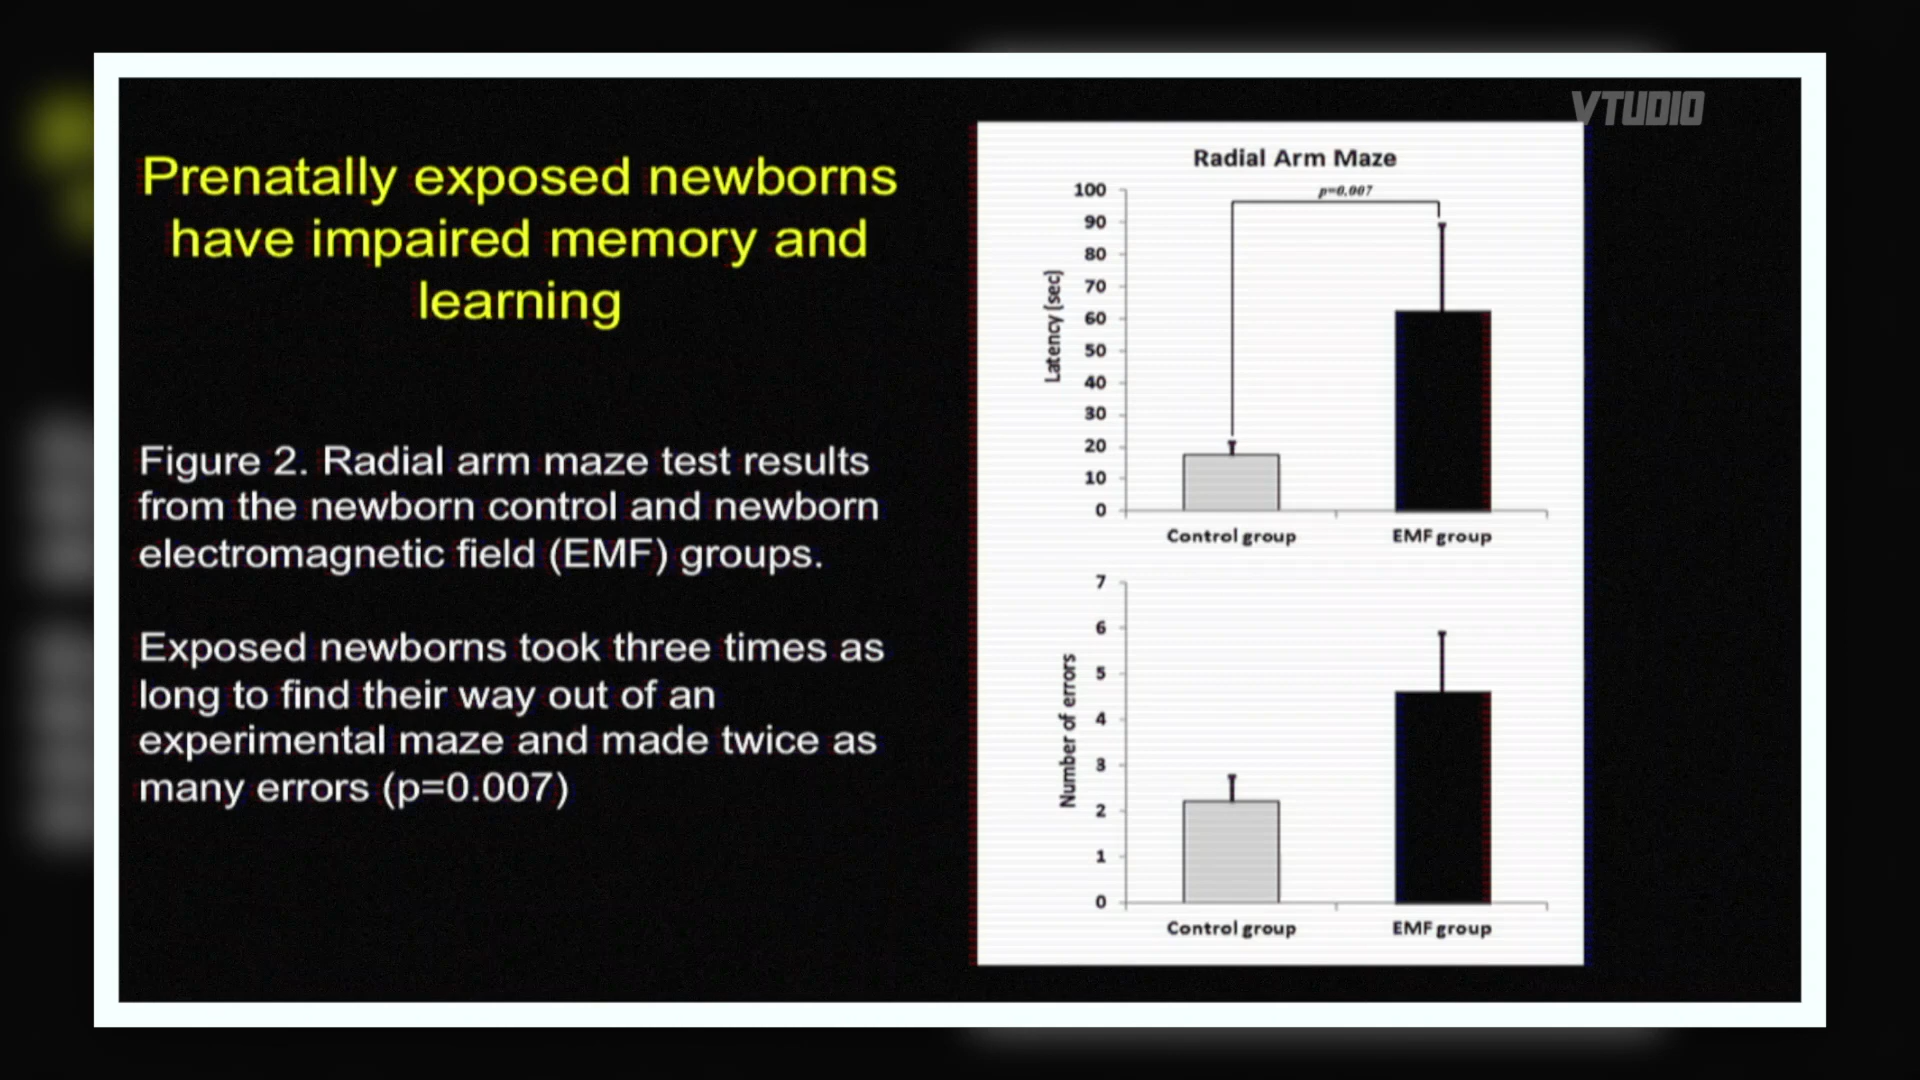 VTUDIO
Prenatally exposed newborns
have impaired memory and
learning
Figure 2. Radial arm maze test results
from the newborn control and newborn
electromagnetic field (EMF) groups.
Exposed newborns took three times as
long to find their way out of an
experimental maze and made twice as
many errors (p=0.007)
Radial Arm Maze
p=0.007
Latency (sec)
100
90
80
70
60
50
40
30
20
10
0
Control group EMF group
Number of errors
7
6
5
4
3
2
1
0
Control group EMF group